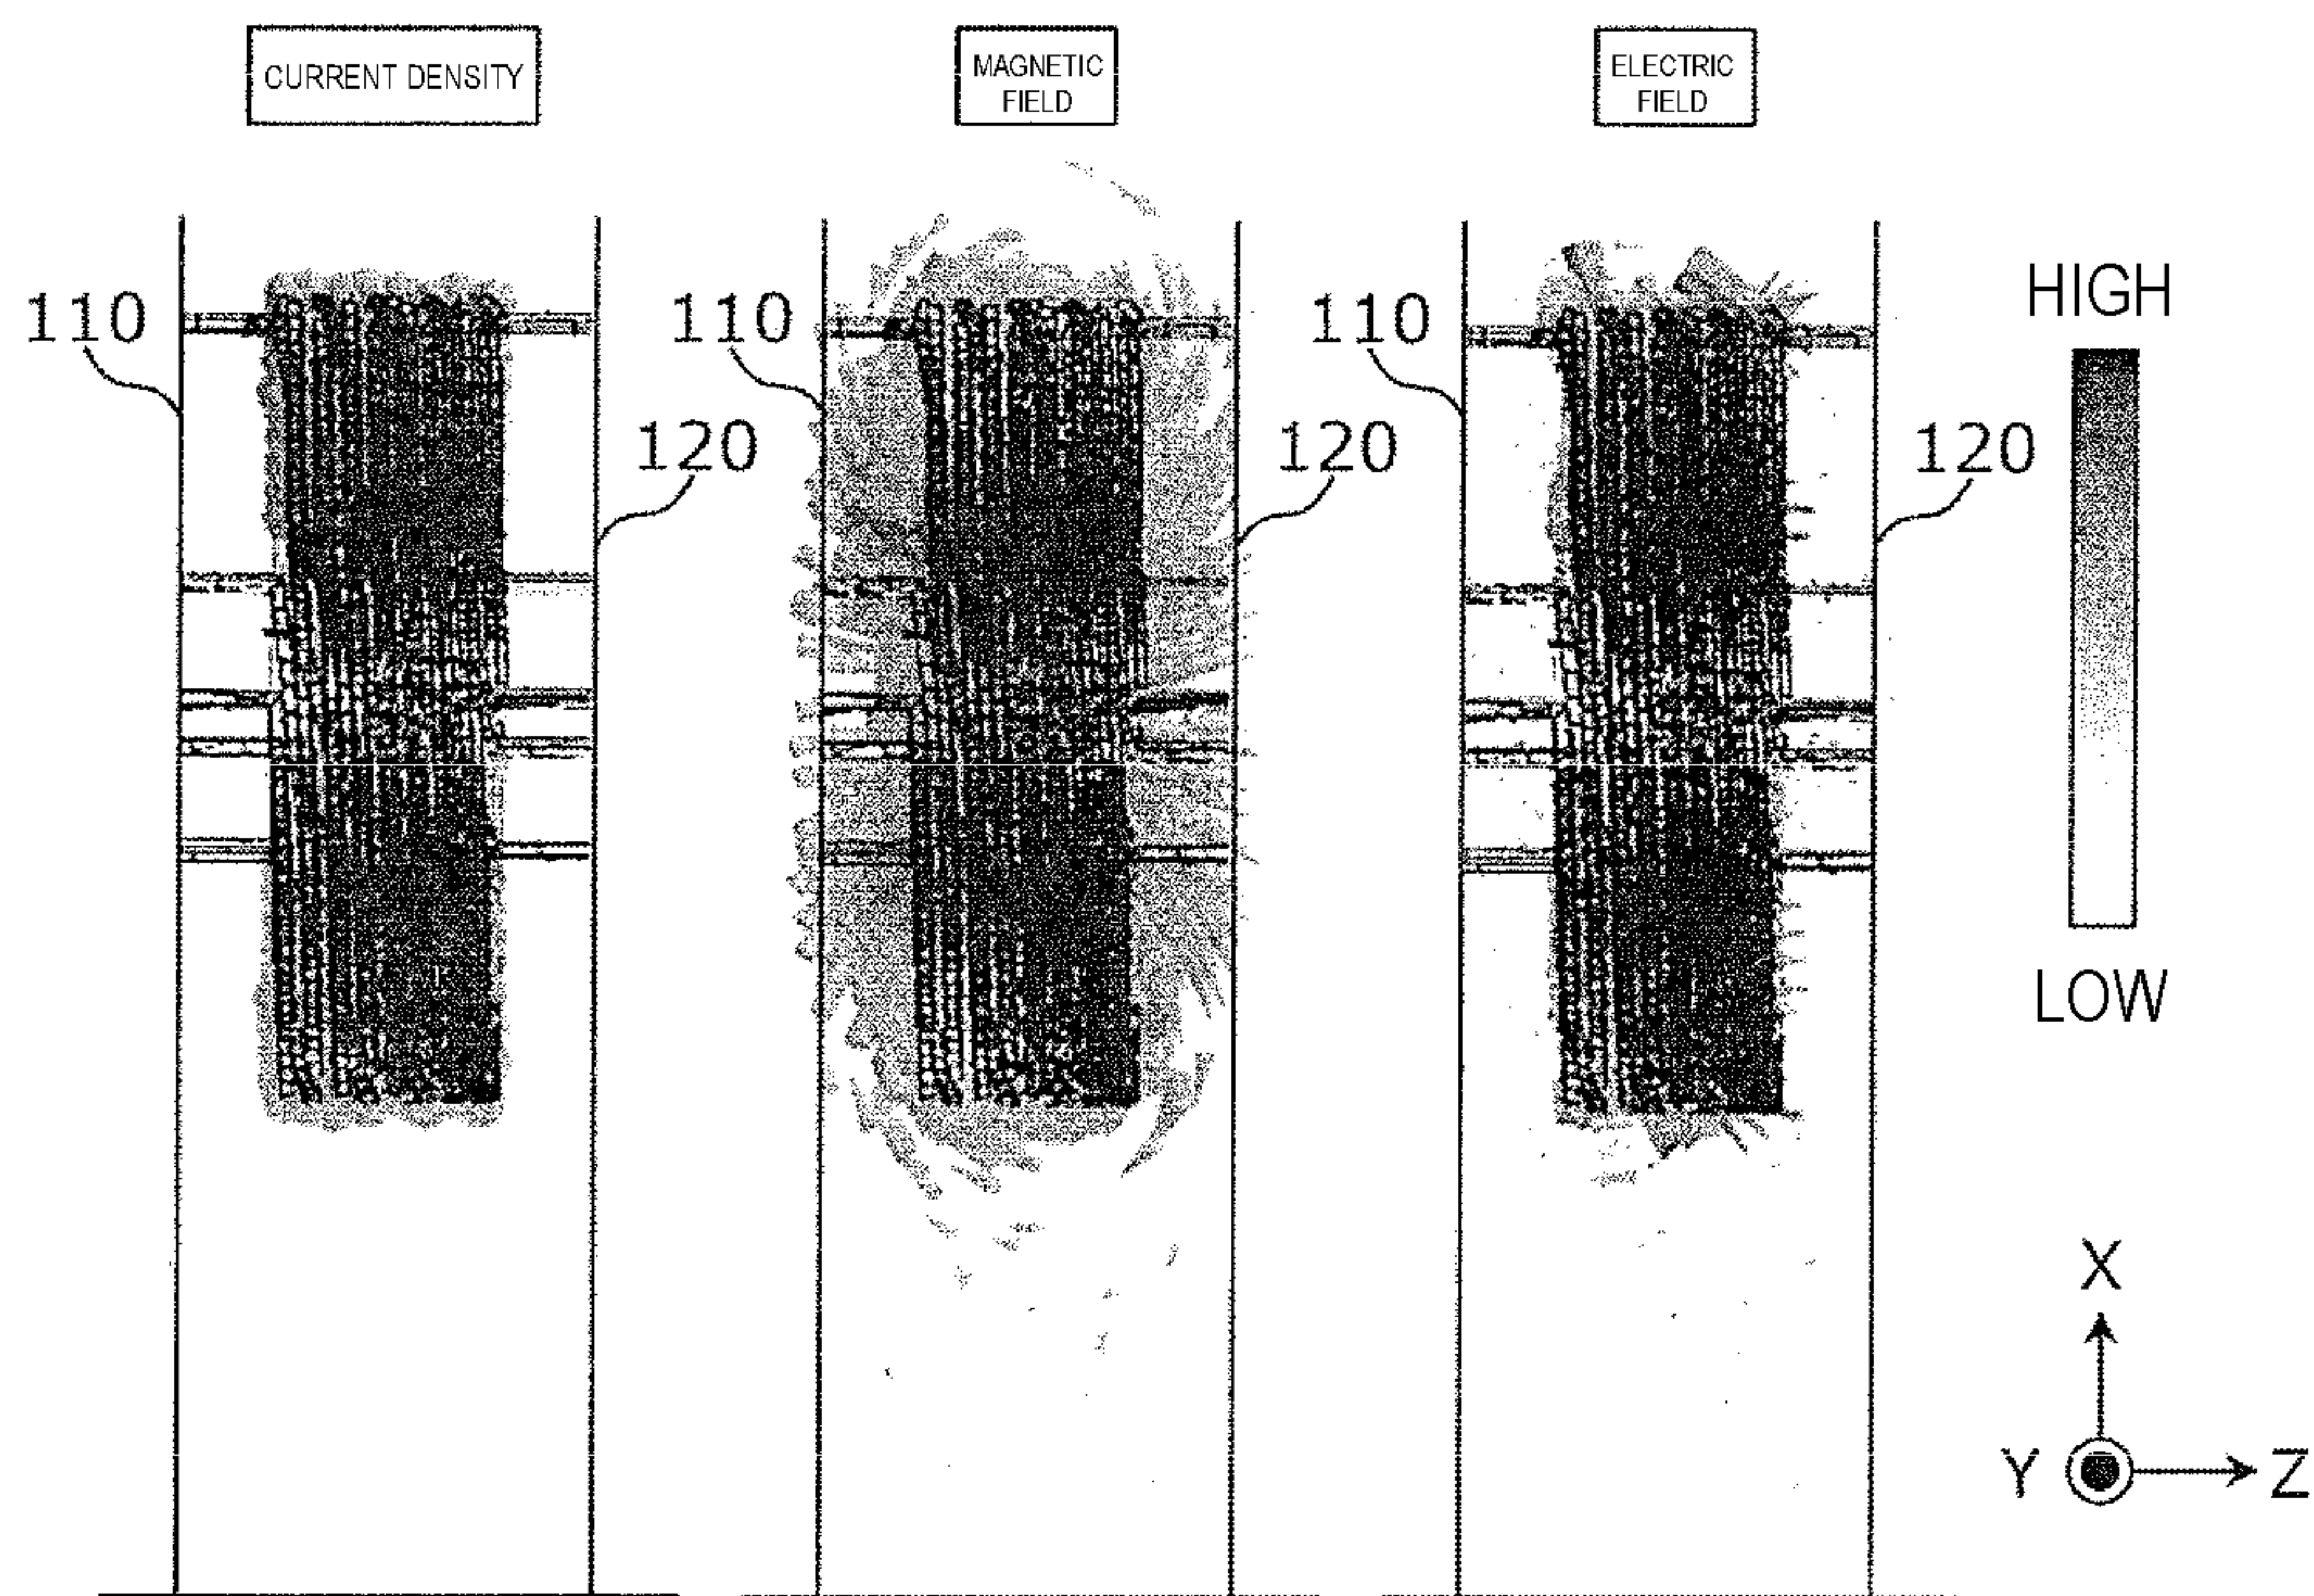 CURRENT DENSITY
MAGNETIC
FIELD
ELECTRIC
FIELD
HIGH
110
110
110
120
120
120
LOW
X
Y
Z